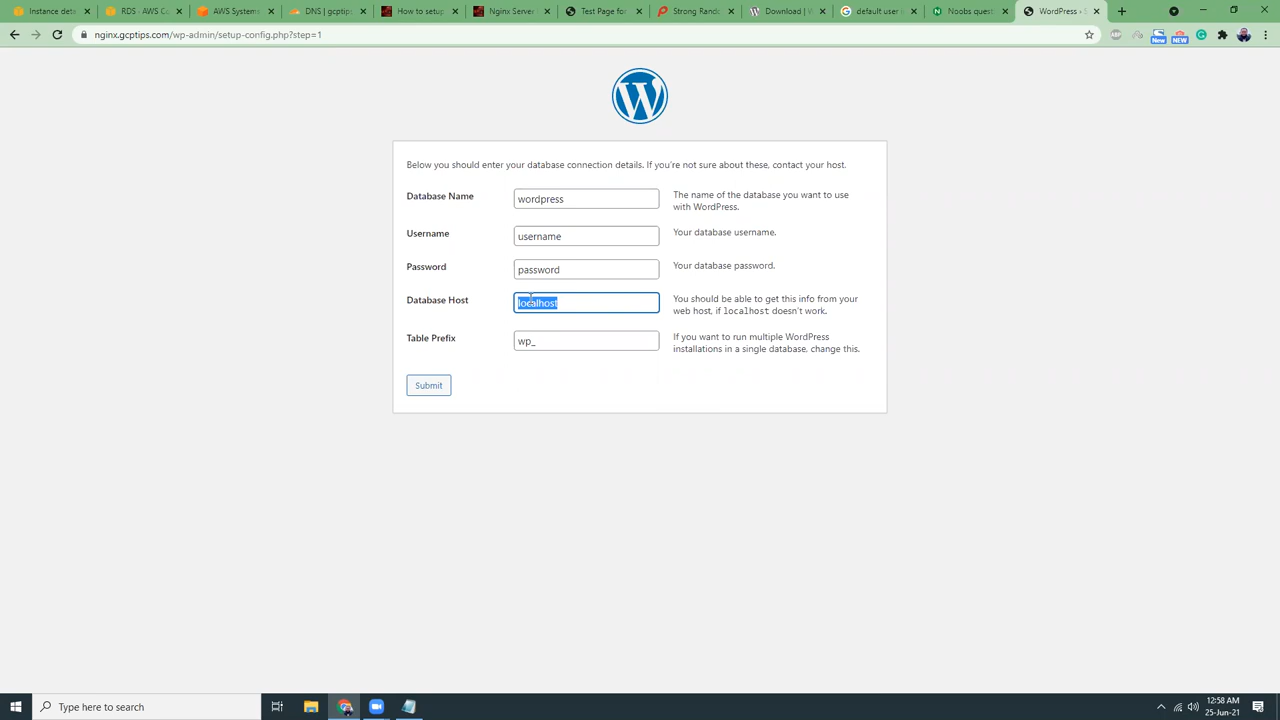 Instance deta
RDS · AWS Co
AWS System:
DNS | gcptips
How to setup
Nginx Server
Test Page fo
Strong Rando
Download | W
default user r
Noobs quest
WordPress ›
nginx.gcptips.com/wp-admin/setup-config.php?step=1
New
NEW
W
Below you should enter your database connection details. If you’re not sure about these, contact your host.
Database Name
wordpress
The name of the database you want to use
with WordPress.
Username
username
Your database username.
Password
password
Your database password.
Database Host
localhost
You should be able to get this info from your
web host, if localhost doesn’t work.
Table Prefix
wp_
If you want to run multiple WordPress
installations in a single database, change this.
Submit
Type here to search
12:58 AM
25-Jun-21